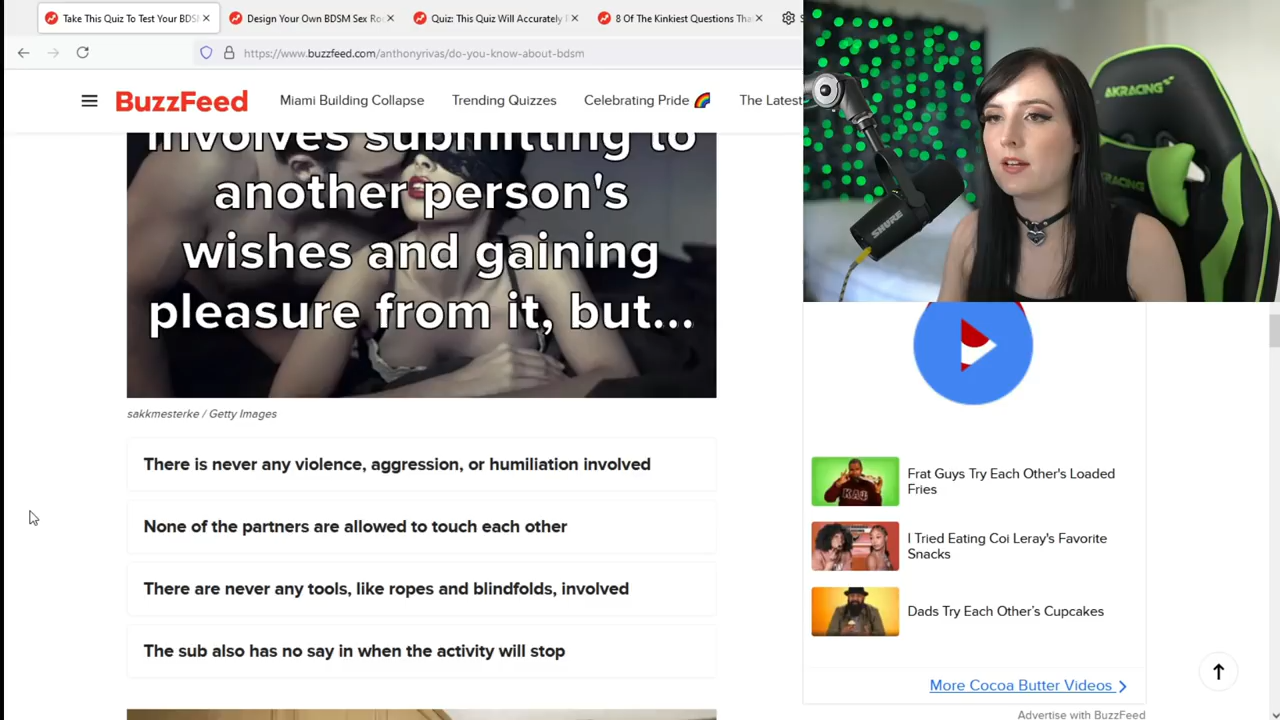 Take This Quiz To Test Your BDS
Design Your Own BDSM Sex Ro
Quiz: This Quiz Will Accurately
8 Of The Kinkiest Questions Tha
https://www.buzzfeed.com/anthonyrivas/do-you-know-about-bdsm
BuzzFeed
Miami Building Collapse
Trending Quizzes
Celebrating Pride 🌈
The Latest
involves submitting to
another person's
wishes and gaining
pleasure from it, but...
sakkmesterke / Getty Images
There is never any violence, aggression, or humiliation involved
None of the partners are allowed to touch each other
There are never any tools, like ropes and blindfolds, involved
The sub also has no say in when the activity will stop
AKRACING
AKRACING
SHURE
Frat Guys Try Each Other's Loaded
Fries
I Tried Eating Coi Leray's Favorite
Snacks
Dads Try Each Other's Cupcakes
More Cocoa Butter Videos
Advertise with BuzzFeed